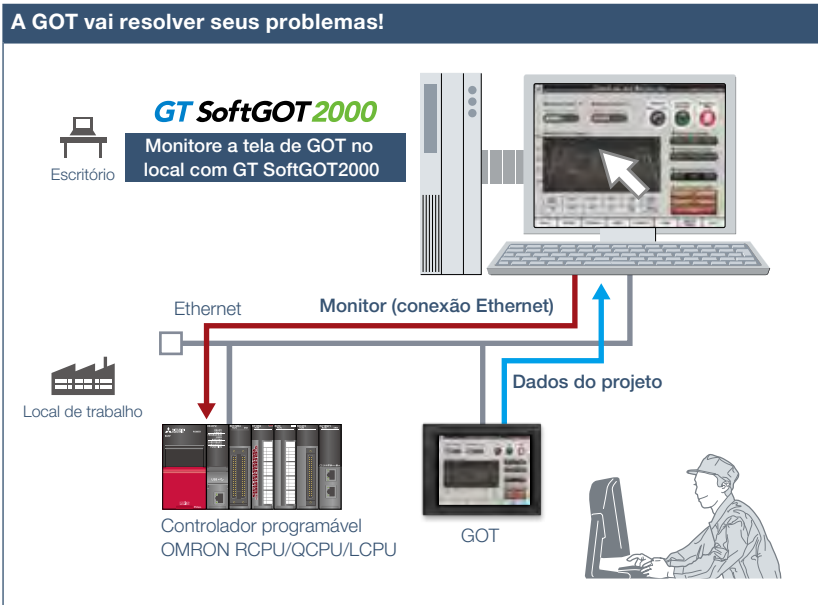 A GOT vai resolver seus problemas!
GT SoftGOT2000
Monitore a tela de GOT no
local com GT SoftGOT2000
Escritório
Ethernet
Monitor (conexão Ethernet)
Dados do projeto
Local de trabalho
Controlador programável
OMRON RCPU/QCPU/LCPU
GOT